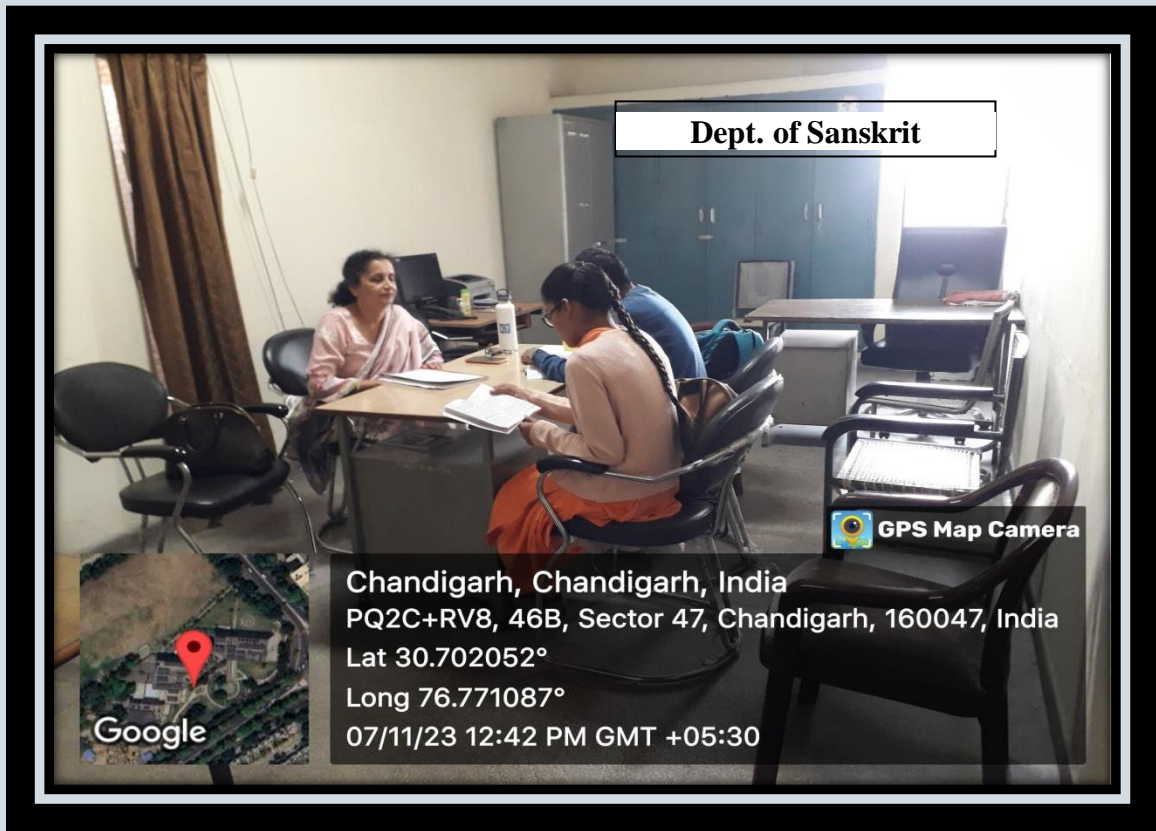 Dept. of Sanskrit
GPS Map Camera
Chandigarh, Chandigarh, India
PQ2C+RV8, 46B, Sector 47, Chandigarh, 160047, India
Lat 30.702052°
Long 76.771087°
07/11/23 12:42 PM GMT +05:30
Google